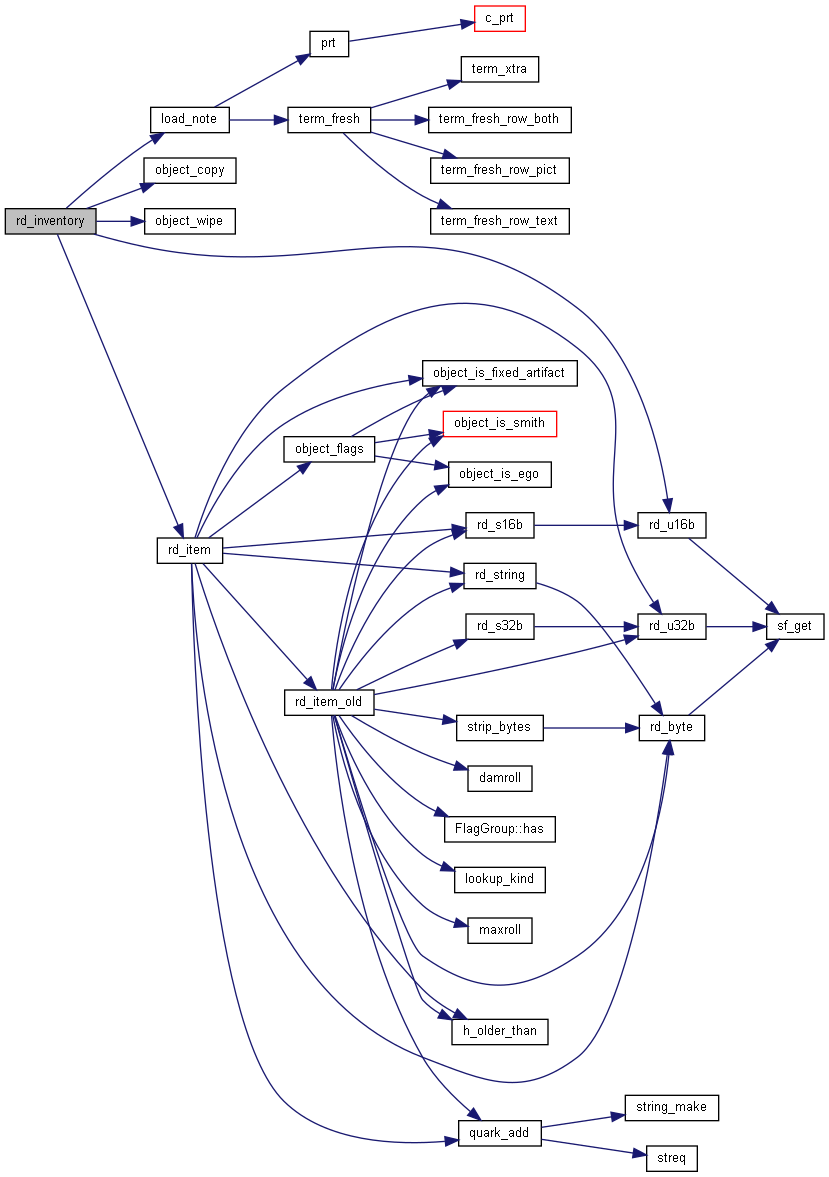 c_prt
prt
term_xtra
load_note
term_fresh
term_fresh_row_both
object_copy
term_fresh_row_pict
rd_inventory
object_wipe
term_fresh_row_text
object_is_fixed_artifact
object_is_smith
object_flags
object_is_ego
rd_s16b
rd_u16b
rd_item
rd_string
rd_s32b
rd_u32b
sf_get
rd_item_old
strip_bytes
rd_byte
damroll
FlagGroup::has
lookup_kind
maxroll
h_older_than
string_make
quark_add
streq